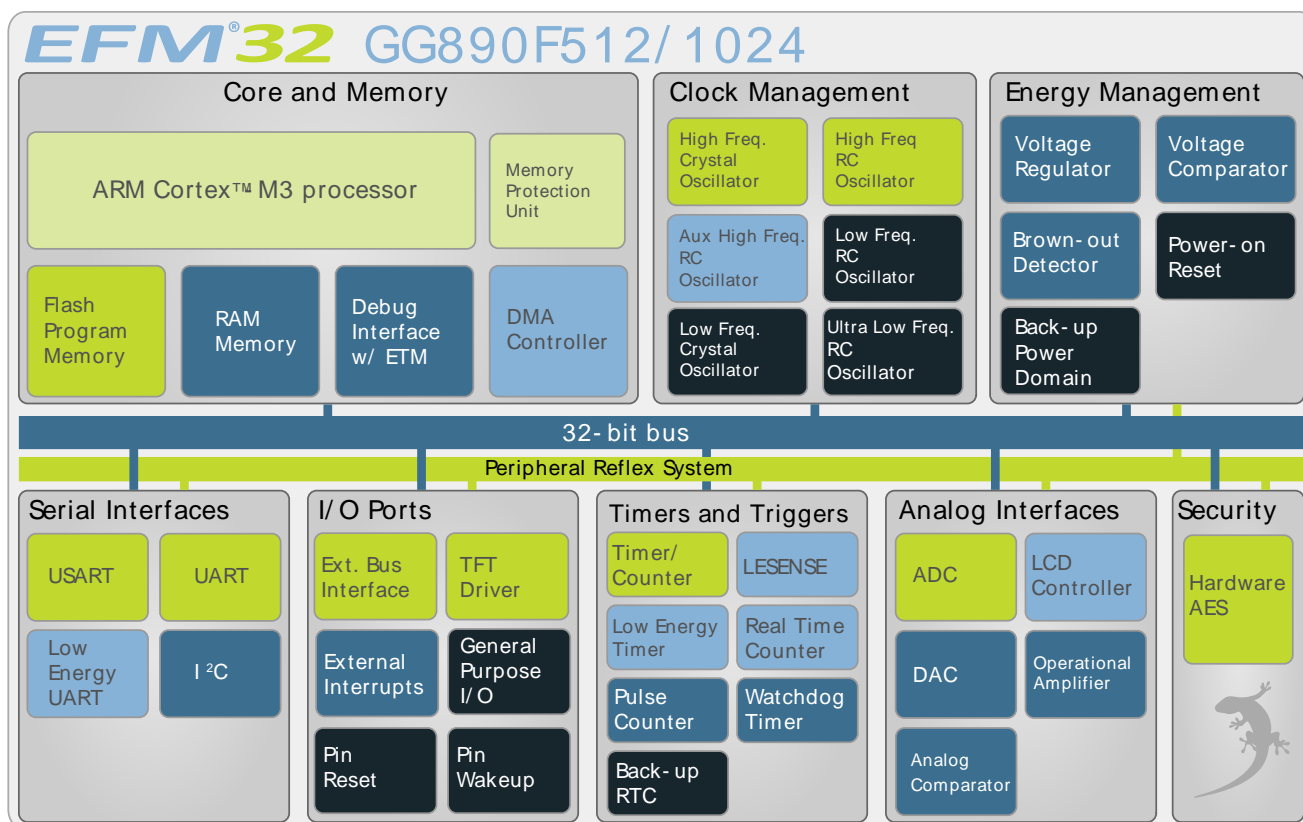 EFM®32 GG890F512/1024
Core and Memory
ARM Cortex™ M3 processor
Memory
Protection
Unit
Flash
Program
Memory
RAM
Memory
Debug
Interface
w/ ETM
DMA
Controller
Clock Management
High Freq.
Crystal
Oscillator
High Freq
RC
Oscillator
Aux High Freq.
RC
Oscillator
Low Freq.
RC
Oscillator
Low Freq.
Crystal
Oscillator
Ultra Low Freq.
RC
Oscillator
Energy Management
Voltage
Regulator
Voltage
Comparator
Brown-out
Detector
Power-on
Reset
Back-up
Power
Domain
32-bit bus
Peripheral Reflex System
Serial Interfaces
USART
UART
Low
Energy
UART
I²C
I/O Ports
Ext. Bus
Interface
TFT
Driver
External
Interrupts
General
Purpose
I/O
Pin
Reset
Pin
Wakeup
Timers and Triggers
Timer/
Counter
LESENSE
Low Energy
Timer
Real Time
Counter
Pulse
Counter
Watchdog
Timer
Back-up
RTC
Analog Interfaces
ADC
LCD
Controller
DAC
Operational
Amplifier
Analog
Comparator
Security
Hardware
AES